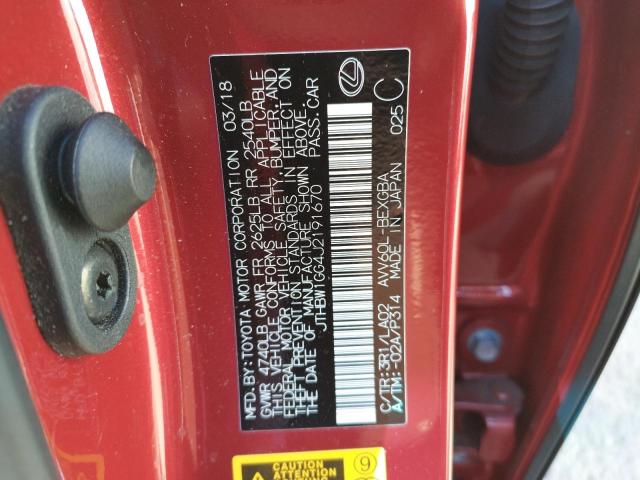 MFD.BY:TOYOTA MOTOR CORPORATION 03/18
GVWR 4740LB GAWR FR 2625LB RR 2540LB
THIS VEHICLE CONFORMS TO ALL APPLICABLE
FEDERAL MOTOR VEHICLE SAFETY, BUMPER, AND
THEFT PREVENTION STANDARDS IN EFFECT ON
THE DATE OF MANUFACTURE SHOWN ABOVE.
JTHBW1GG4J2191670 PASS.CAR
C/TR:3R1/LA02 AVV60L-BEXGBA
A/TM:-02A/P314 MADE IN JAPAN 025 C
CAUTION
ATTENTION
9